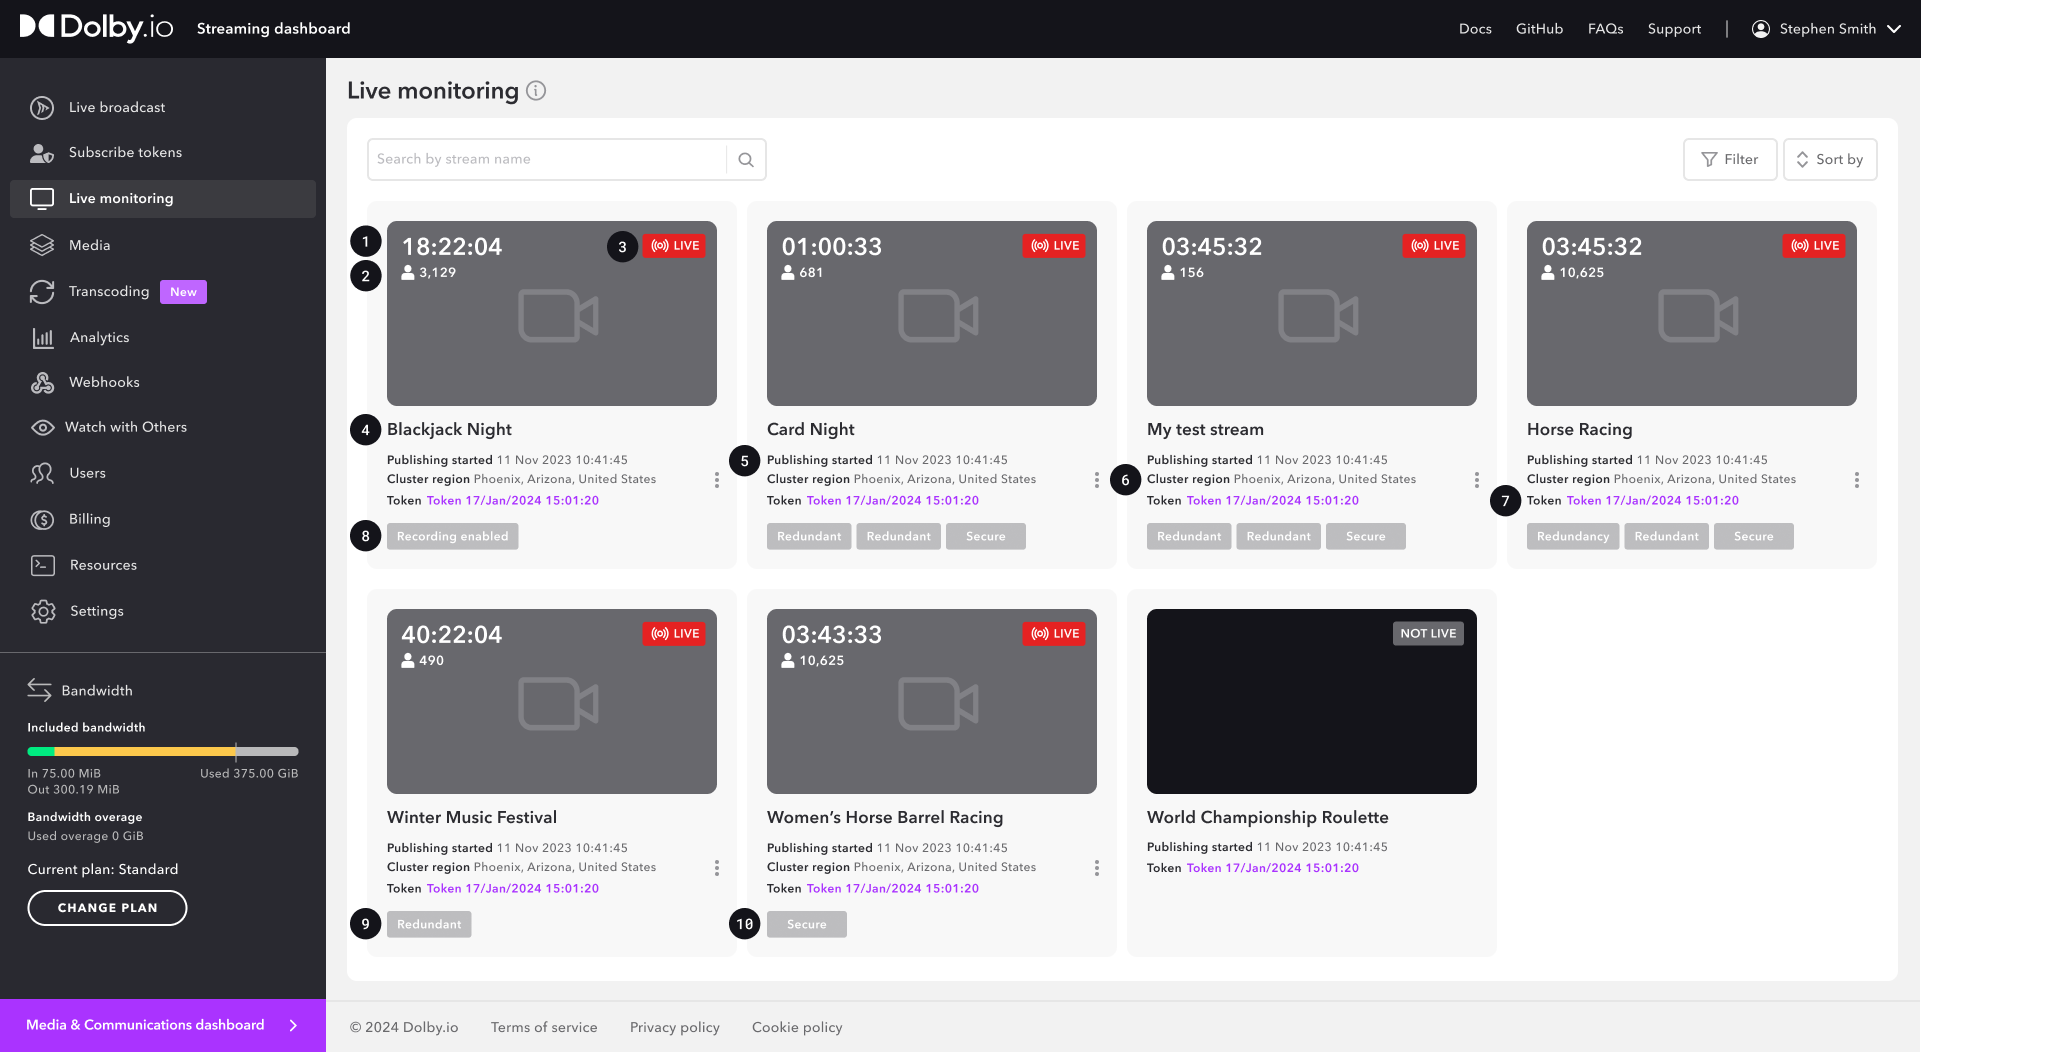 Dolby.io
Streaming dashboard
Docs
GitHub
FAQs
Support
Stephen Smith
Live broadcast
Subscribe tokens
Live monitoring
Media
Transcoding
New
Analytics
Webhooks
Watch with Others
Users
Billing
Resources
Settings
Bandwidth
Included bandwidth
In 75.00 MiB
Used 375.00 GiB
Out 300.19 MiB
Bandwidth overage
Used overage 0 GiB
Current plan: Standard
CHANGE PLAN
Media & Communications dashboard
Live monitoring
Search by stream name
Filter
Sort by
1
18:22:04
3
LIVE
2
3,129
4
Blackjack Night
Publishing started 11 Nov 2023 10:41:45
Cluster region Phoenix, Arizona, United States
Token Token 17/Jan/2024 15:01:20
8
Recording enabled
01:00:33
LIVE
681
Card Night
5
Publishing started 11 Nov 2023 10:41:45
Cluster region Phoenix, Arizona, United States
Token Token 17/Jan/2024 15:01:20
Redundant
Redundant
Secure
03:45:32
LIVE
156
My test stream
Publishing started 11 Nov 2023 10:41:45
6
Cluster region Phoenix, Arizona, United States
Token Token 17/Jan/2024 15:01:20
Redundant
Redundant
Secure
03:45:32
LIVE
10,625
Horse Racing
Publishing started 11 Nov 2023 10:41:45
Cluster region Phoenix, Arizona, United States
7
Token Token 17/Jan/2024 15:01:20
Redundancy
Redundant
Secure
40:22:04
LIVE
490
Winter Music Festival
Publishing started 11 Nov 2023 10:41:45
Cluster region Phoenix, Arizona, United States
Token Token 17/Jan/2024 15:01:20
9
Redundant
03:43:33
LIVE
10,625
Women’s Horse Barrel Racing
Publishing started 11 Nov 2023 10:41:45
Cluster region Phoenix, Arizona, United States
Token Token 17/Jan/2024 15:01:20
10
Secure
NOT LIVE
World Championship Roulette
Publishing started 11 Nov 2023 10:41:45
Token Token 17/Jan/2024 15:01:20
© 2024 Dolby.io
Terms of service
Privacy policy
Cookie policy